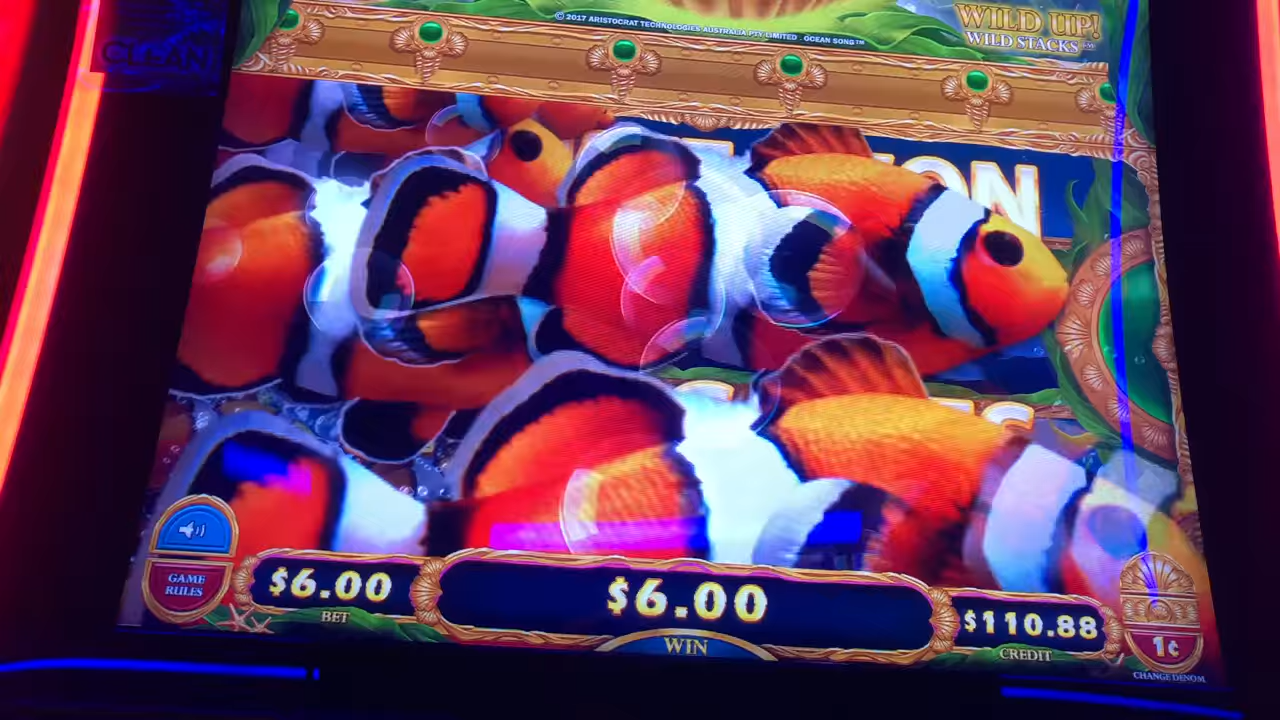 © 2017 ARISTOCRAT TECHNOLOGIES AUSTRALIA PTY LIMITED . OCEAN SONG™
WILD UP!
WILD STACKS™
CLEAN
GAME
RULES
$6.00
BET
$6.00
WIN
$110.88
CREDIT
1¢
CHANGE DENOM